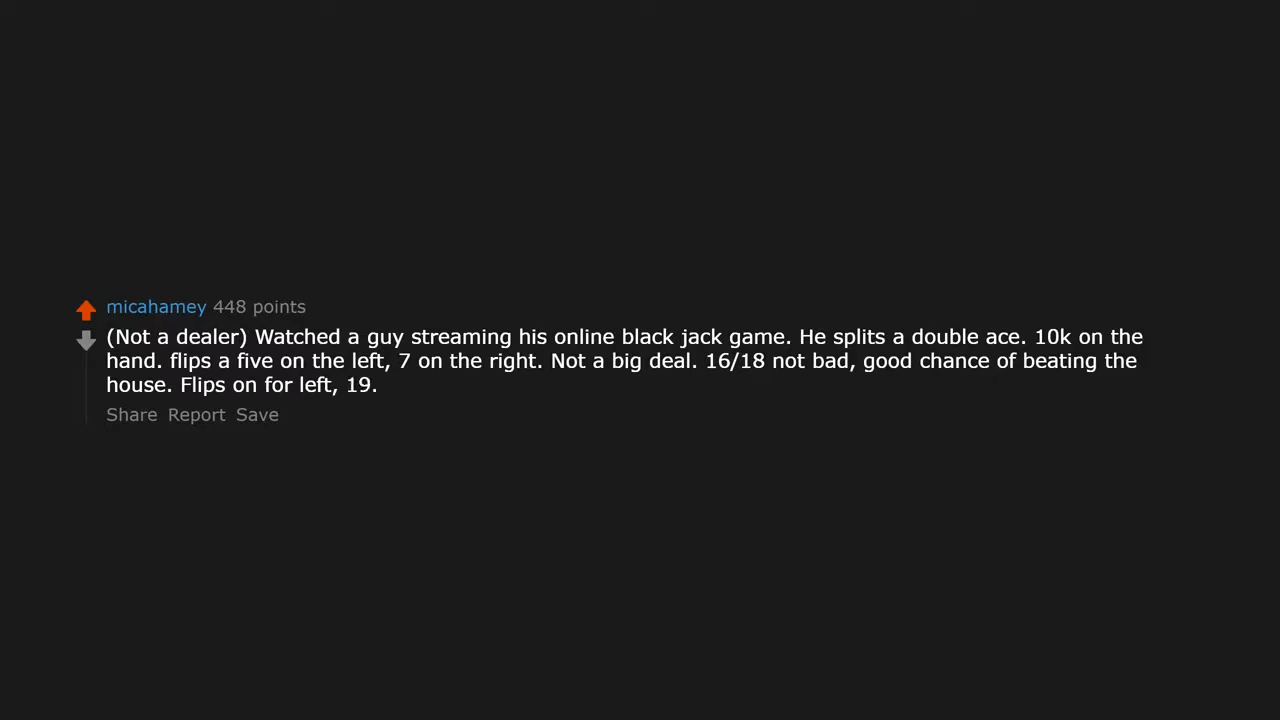 micahamey 448 points
(Not a dealer) Watched a guy streaming his online black jack game. He splits a double ace. 10k on the
hand. flips a five on the left, 7 on the right. Not a big deal. 16/18 not bad, good chance of beating the
house. Flips on for left, 19.
Share Report Save